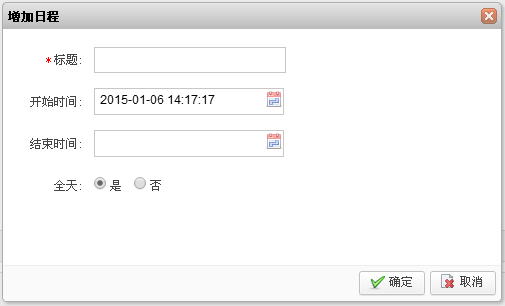 增加日程
*标题:
开始时间: 2015-01-06 14:17:17
结束时间:
全天: 是 否
确定 取消